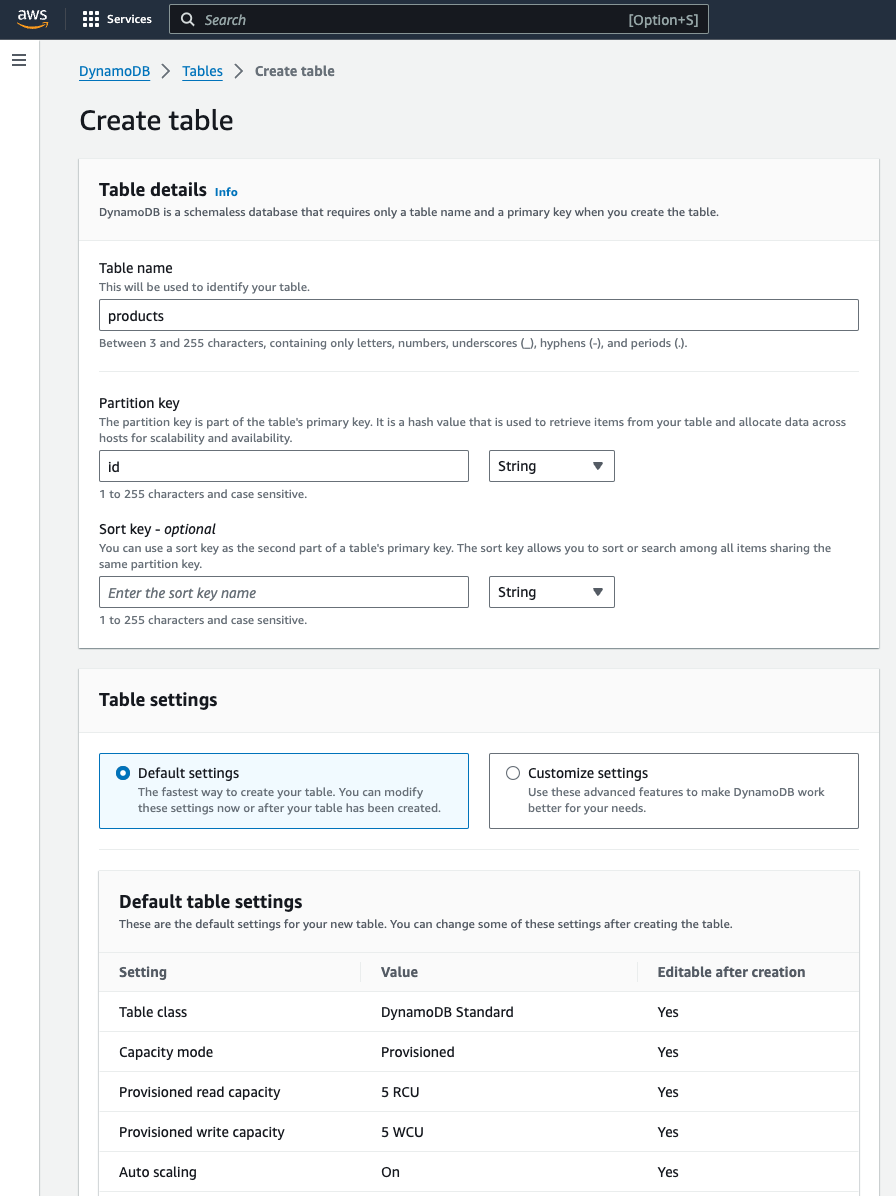 aws
Services
Search
[Option+S]
DynamoDB
Tables
Create table
Create table
Table details Info
DynamoDB is a schemaless database that requires only a table name and a primary key when you create the table.
Table name
This will be used to identify your table.
products
Between 3 and 255 characters, containing only letters, numbers, underscores (_), hyphens (-), and periods (.).
Partition key
The partition key is part of the table's primary key. It is a hash value that is used to retrieve items from your table and allocate data across
hosts for scalability and availability.
id
String
1 to 255 characters and case sensitive.
Sort key - optional
You can use a sort key as the second part of a table's primary key. The sort key allows you to sort or search among all items sharing the
same partition key.
Enter the sort key name
String
1 to 255 characters and case sensitive.
Table settings
Default settings
The fastest way to create your table. You can modify
these settings now or after your table has been created.
Customize settings
Use these advanced features to make DynamoDB work
better for your needs.
Default table settings
These are the default settings for your new table. You can change some of these settings after creating the table.
Setting Value Editable after creation
Table class DynamoDB Standard Yes
Capacity mode Provisioned Yes
Provisioned read capacity 5 RCU Yes
Provisioned write capacity 5 WCU Yes
Auto scaling On Yes